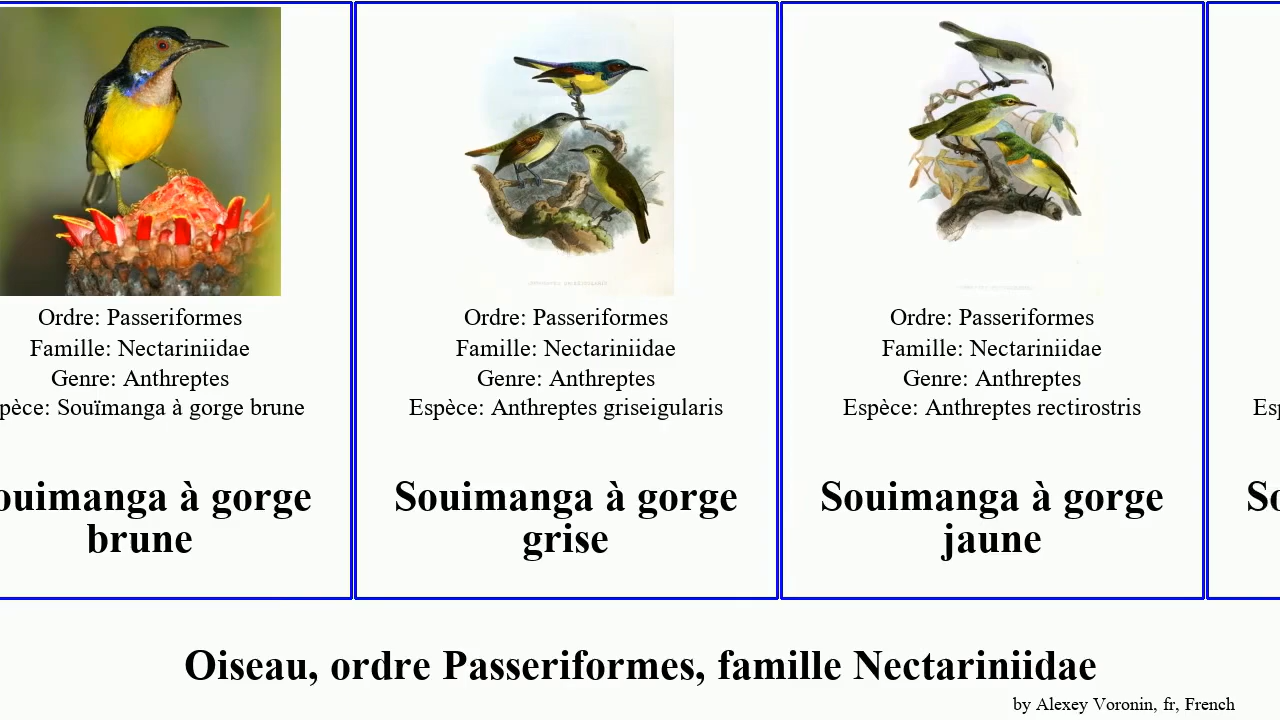 Ordre: Passeriformes
Famille: Nectariniidae
Genre: Anthreptes
pèce: Souïmanga à gorge brune
ouimanga à gorge
brune
Ordre: Passeriformes
Famille: Nectariniidae
Genre: Anthreptes
Espèce: Anthreptes griseigularis
Souimanga à gorge
grise
Ordre: Passeriformes
Famille: Nectariniidae
Genre: Anthreptes
Espèce: Anthreptes rectirostris
Souimanga à gorge
jaune
Esp
So
Oiseau, ordre Passeriformes, famille Nectariniidae
by Alexey Voronin, fr, French